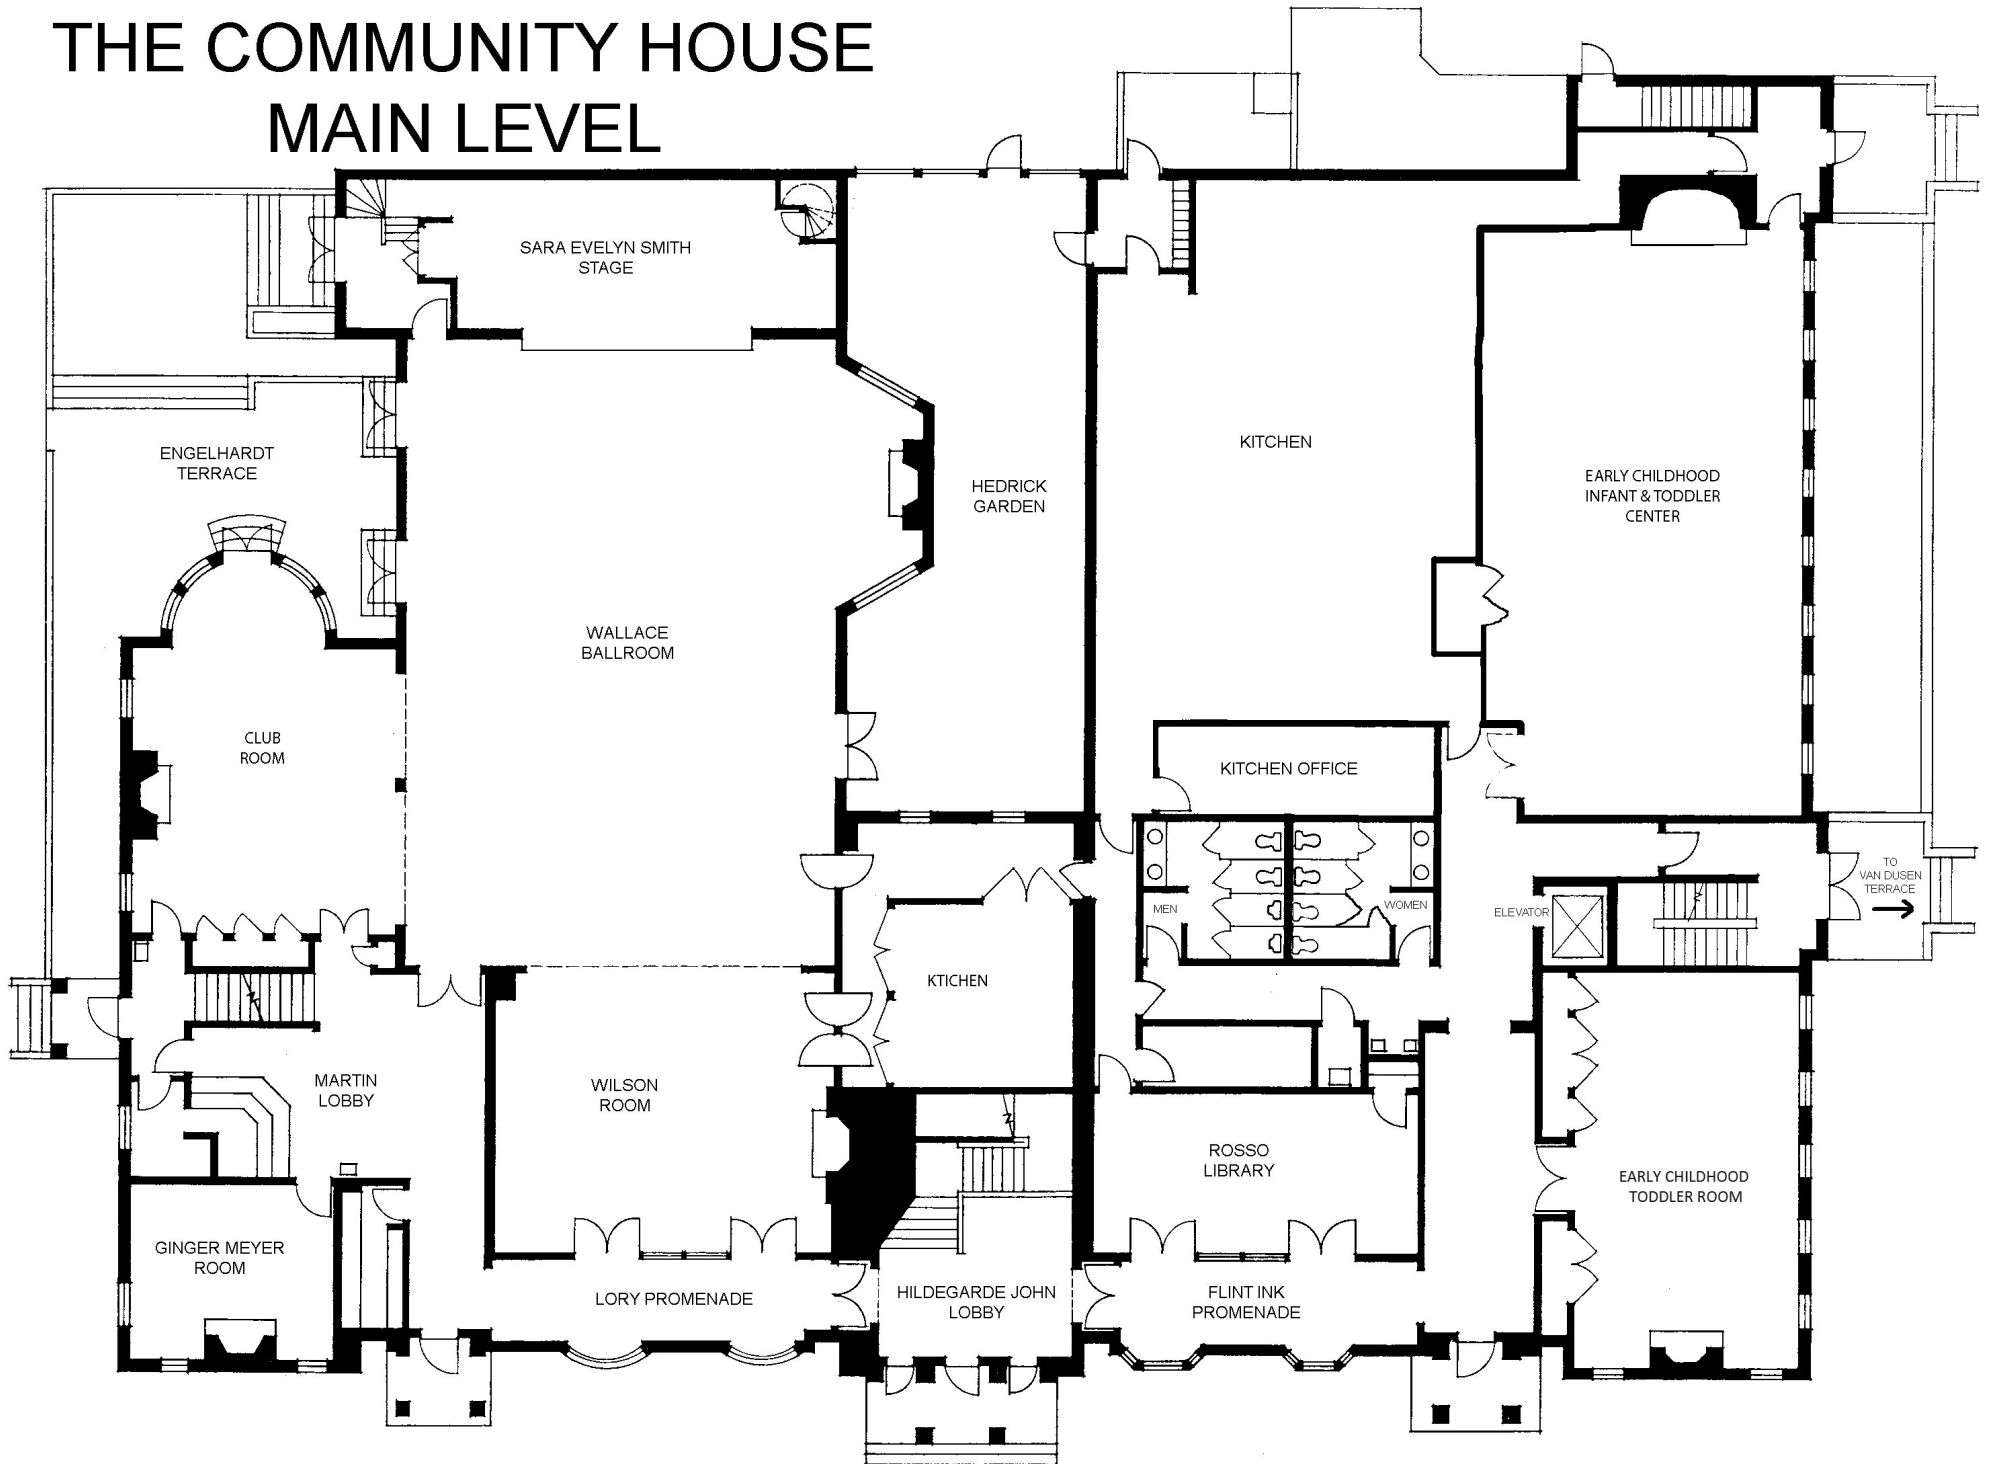 THE COMMUNITY HOUSE
MAIN LEVEL
SARA EVELYN SMITH
STAGE
ENGELHARDT
TERRACE
KITCHEN
HEDRICK
GARDEN
EARLY CHILDHOOD
INFANT & TODDLER
CENTER
WALLACE
BALLROOM
CLUB
ROOM
KITCHEN OFFICE
MEN
WOMEN
ELEVATOR
TO
VAN DUSEN
TERRACE
KTICHEN
MARTIN
LOBBY
WILSON
ROOM
ROSSO
LIBRARY
EARLY CHILDHOOD
TODDLER ROOM
GINGER MEYER
ROOM
LORY PROMENADE
HILDEGARDE JOHN
LOBBY
FLINT INK
PROMENADE